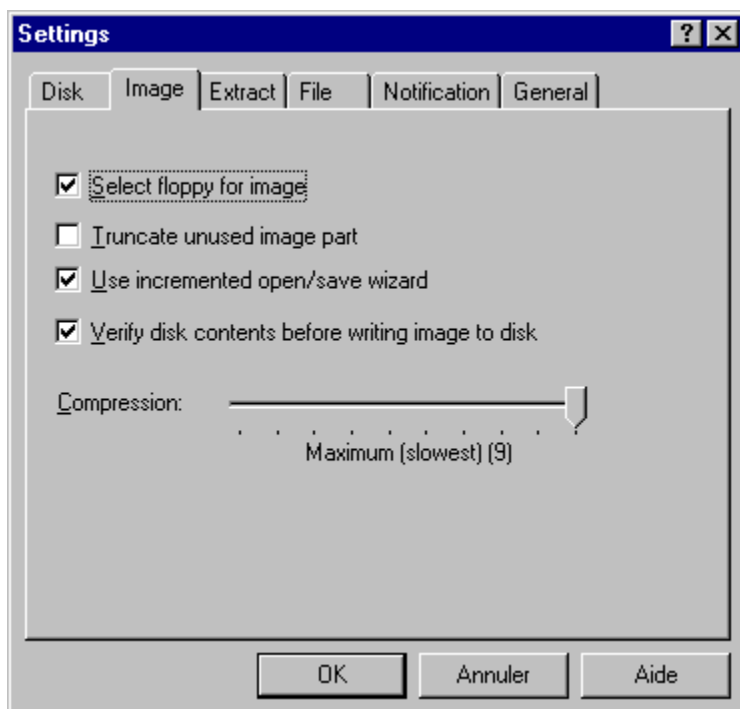 Settings
Disk Image Extract File Notification General
Select floppy for image
Truncate unused image part
Use incremented open/save wizard
Verify disk contents before writing image to disk
Compression:
Maximum (slowest) (9)
OK Annuler Aide